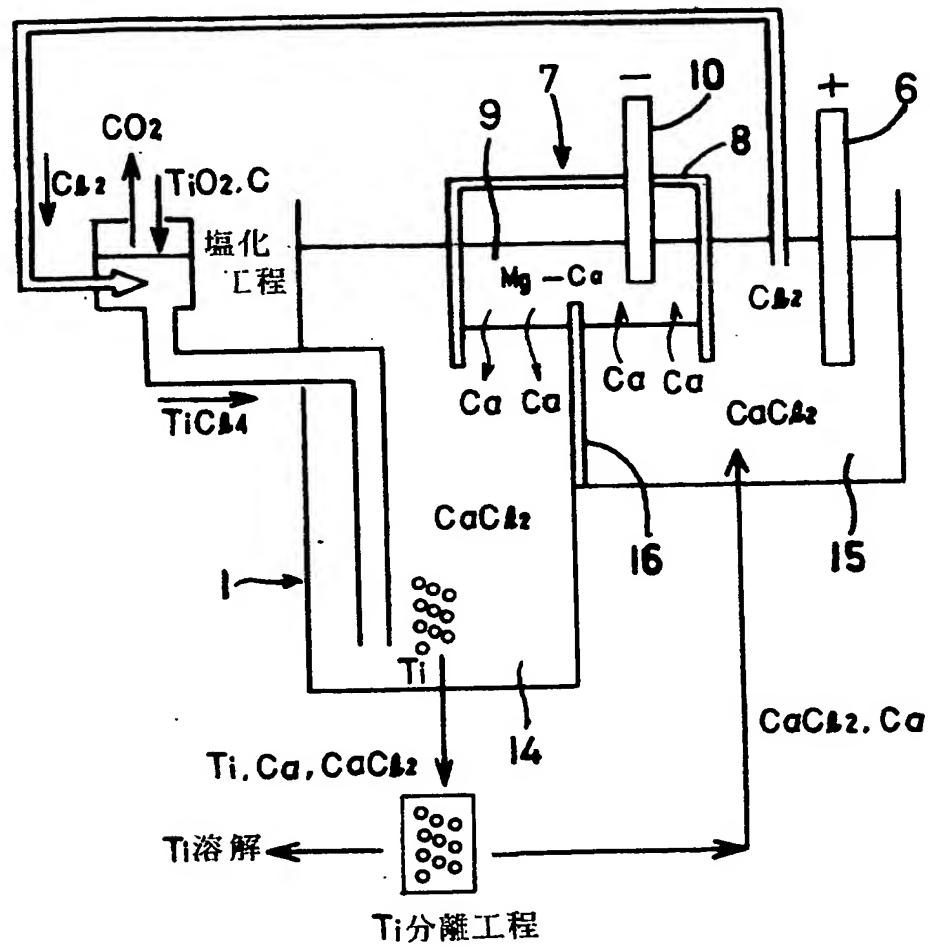 7
−
10
+
6
9
8
CO2
Cl2
TiO2.C
塩化
工程
Mg − Ca
Cl2
Ca
Ca
Ca
Ca
TiCl4
CaCl2
CaCl2
16
15
1
Ti
14
CaCl2.Ca
Ti.Ca,CaCl2
Ti溶解
Ti分離工程